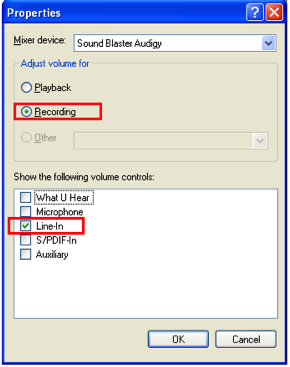 Properties
Mixer device: Sound Blaster Audigy
Adjust volume for
Playback
Recording
Other
Show the following volume controls:
What U Hear
Microphone
Line-In
S/PDIF-In
Auxiliary
OK Cancel